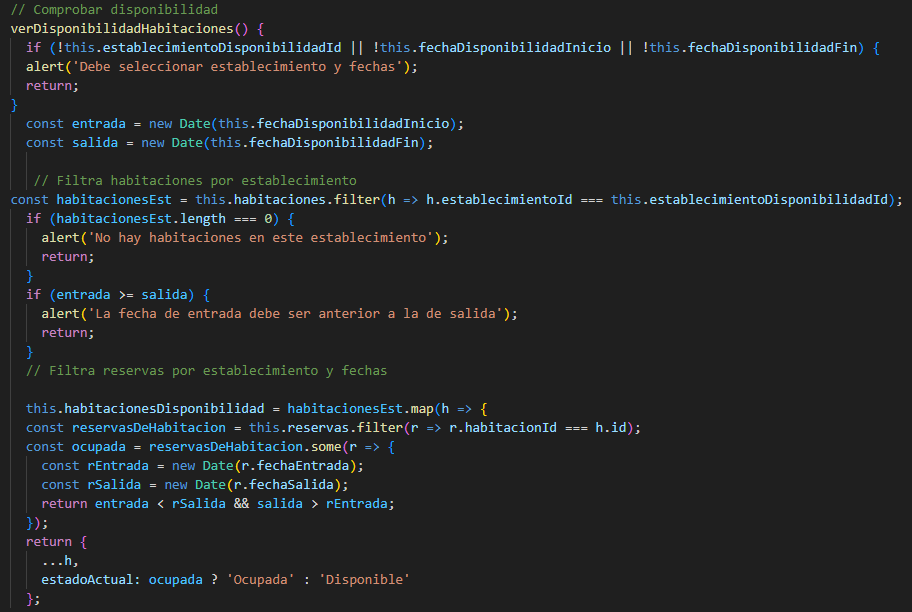 // Comprobar disponibilidad
verDisponibilidadHabitaciones() {
  if (!this.establecimientoDisponibilidadId || !this.fechaDisponibilidadInicio || !this.fechaDisponibilidadFin) {
  alert('Debe seleccionar establecimiento y fechas');
  return;
}
  const entrada = new Date(this.fechaDisponibilidadInicio);
  const salida = new Date(this.fechaDisponibilidadFin);

   // Filtra habitaciones por establecimiento
const habitacionesEst = this.habitaciones.filter(h => h.establecimientoId === this.establecimientoDisponibilidadId);
  if (habitacionesEst.length === 0) {
    alert('No hay habitaciones en este establecimiento');
    return;
  }
  if (entrada >= salida) {
    alert('La fecha de entrada debe ser anterior a la de salida');
    return;
  }
  // Filtra reservas por establecimiento y fechas

  this.habitacionesDisponibilidad = habitacionesEst.map(h => {
  const reservasDeHabitacion = this.reservas.filter(r => r.habitacionId === h.id);
  const ocupada = reservasDeHabitacion.some(r => {
    const rEntrada = new Date(r.fechaEntrada);
    const rSalida = new Date(r.fechaSalida);
    return entrada < rSalida && salida > rEntrada;
  });
  return {
    ...h,
    estadoActual: ocupada ? 'Ocupada' : 'Disponible'
  };